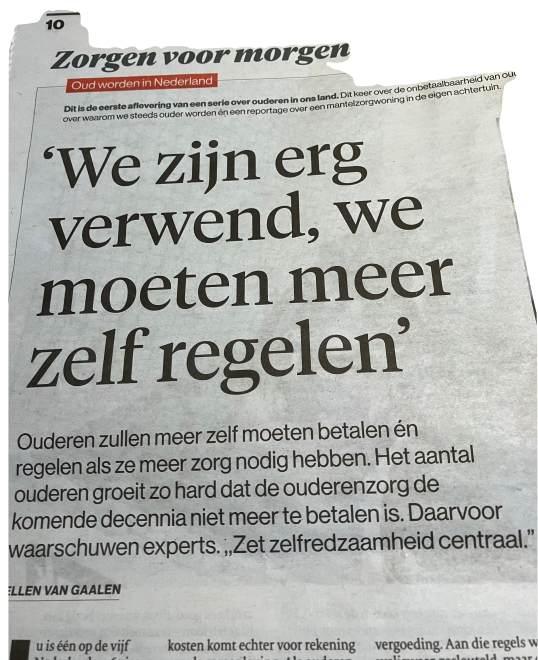 10
Zorgen voor morgen
Oud worden in Nederland
Dit is de eerste aflevering van een serie over ouderen in ons land. Dit keer over de onbetaalbaarheid van
over waarom we steeds ouder worden én een reportage over een mantelzorgwoning in de eigen achtertuin.
‘We zijn erg
verwend, we
moeten meer
zelf regelen’
Ouderen zullen meer zelf moeten betalen én
regelen als ze meer zorg nodig hebben. Het aantal
ouderen groeit zo hard dat de ouderenzorg de
komende decennia niet meer te betalen is. Daarvoor
waarschuwen experts. „Zet zelfredzaamheid centraal.”
ELLEN VAN GAALEN
u is één op de vijf
kosten komt echter voor rekening
vergoeding. Aan die regels